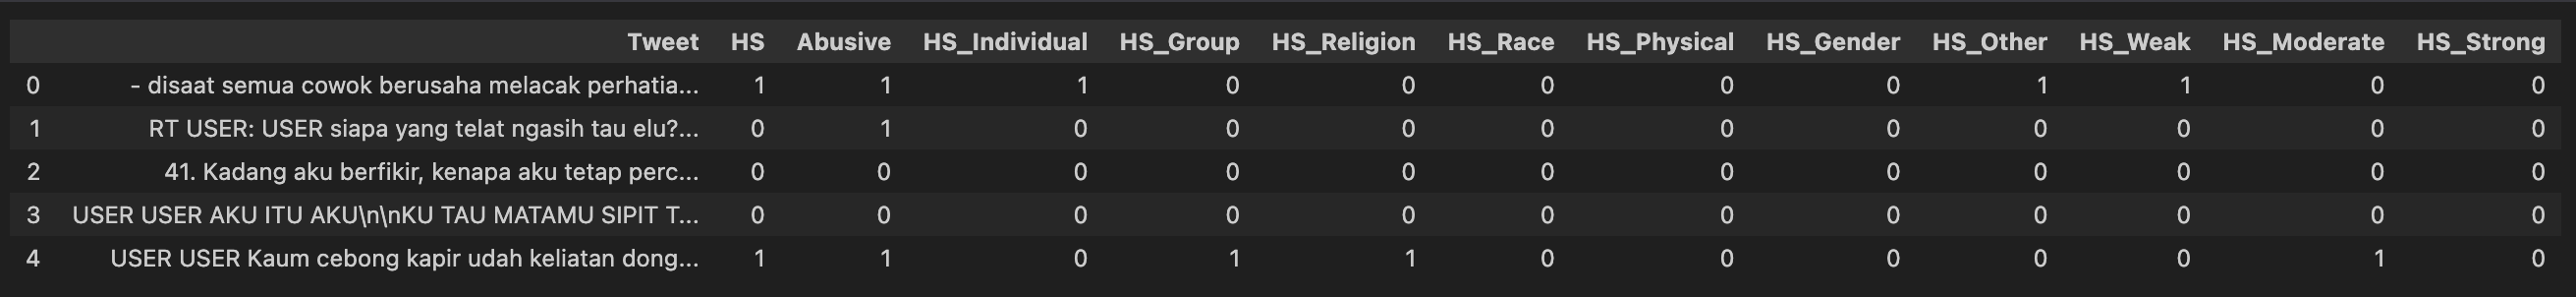 Tweet HS Abusive HS_Individual HS_Group HS_Religion HS_Race HS_Physical HS_Gender HS_Other HS_Weak HS_Moderate HS_Strong
0 - disaat semua cowok berusaha melacak perhatia... 1 1 1 0 0 0 0 0 1 1 0 0
1 RT USER: USER siapa yang telat ngasih tau elu?... 0 1 0 0 0 0 0 0 0 0 0 0
2 41. Kadang aku berfikir, kenapa aku tetap perc... 0 0 0 0 0 0 0 0 0 0 0 0
3 USER USER AKU ITU AKU\n\nKU TAU MATAMU SIPIT T... 0 0 0 0 0 0 0 0 0 0 0 0
4 USER USER Kaum cebong kapir udah keliatan dong... 1 1 0 1 1 0 0 0 0 0 1 0